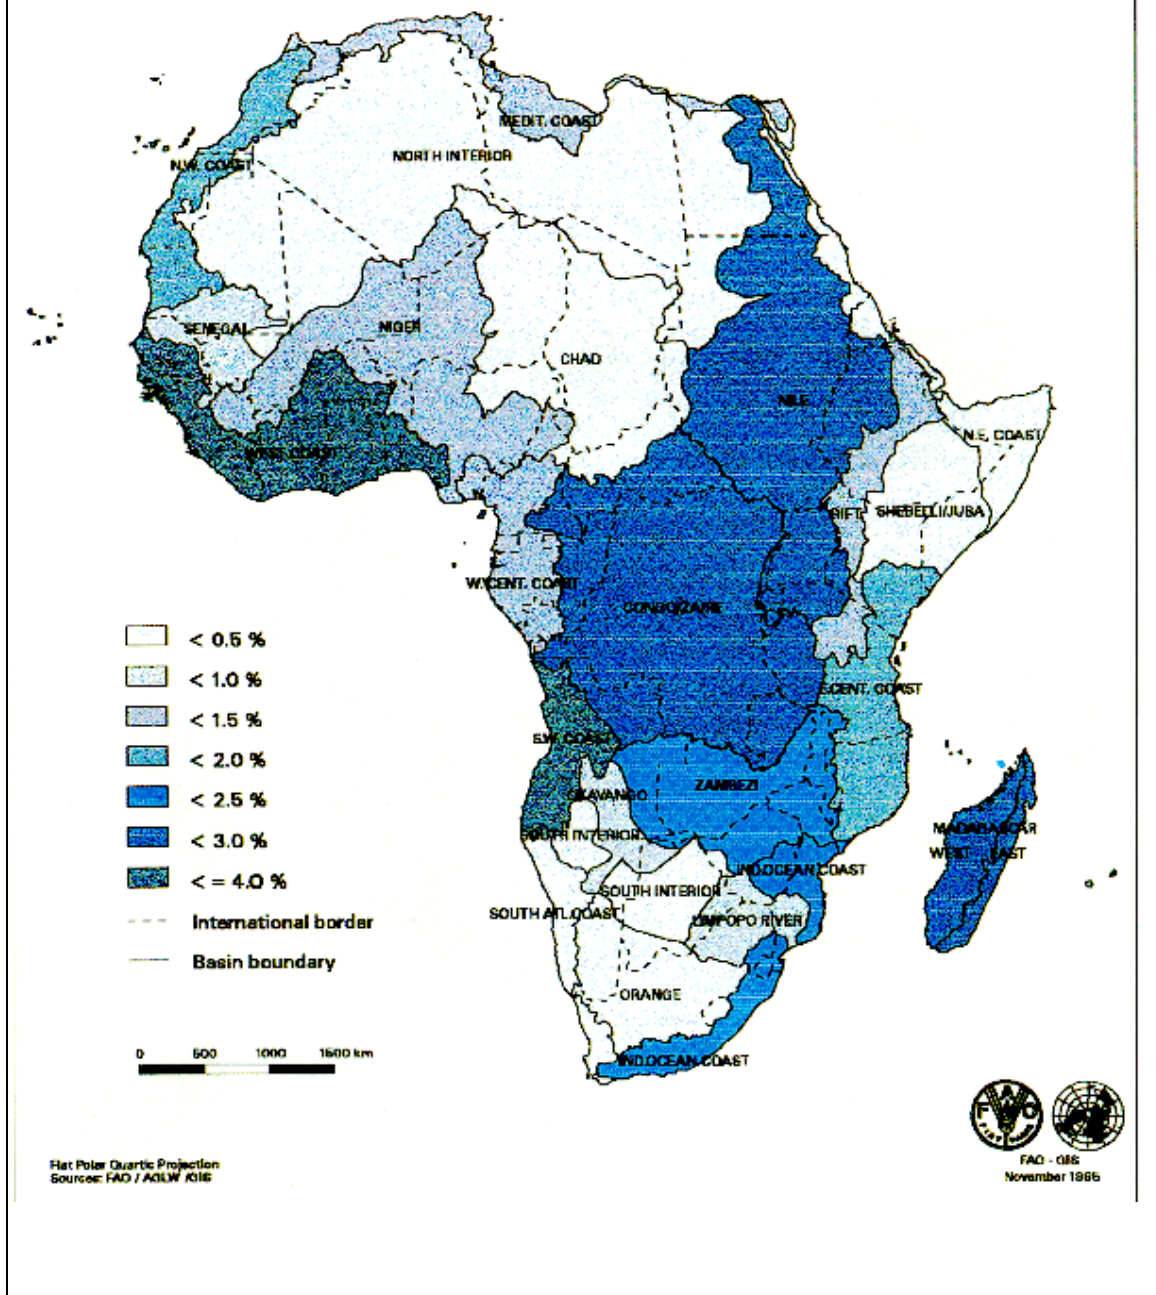 MEDIT. COAST
NORTH INTERIOR
N.W. COAST
SENEGAL
NIGER
CHAD
NILE
N.E. COAST
WEST COAST
RIFT
SHEBELLI/JUBA
W.CENT. COAST
CONGO/ZAIRE
< 0.5 %
< 1.0 %
< 1.5 %
< 2.0 %
< 2.5 %
< 3.0 %
< = 4.0 %
International border
Basin boundary
E.CENT. COAST
S.W. COAST
ZAMBEZI
OKAVANGO
SOUTH INTERIOR
MADAGASCAR
WEST EAST
IND.OCEAN COAST
SOUTH INTERIOR
SOUTH ATL.COAST
LIMPOPO RIVER
ORANGE
IND.OCEAN COAST
0 500 1000 1500 km
FAO
Flat Polar Quartic Projection
Sources: FAO / AGLW /GIS
FAO - GIS
November 1995